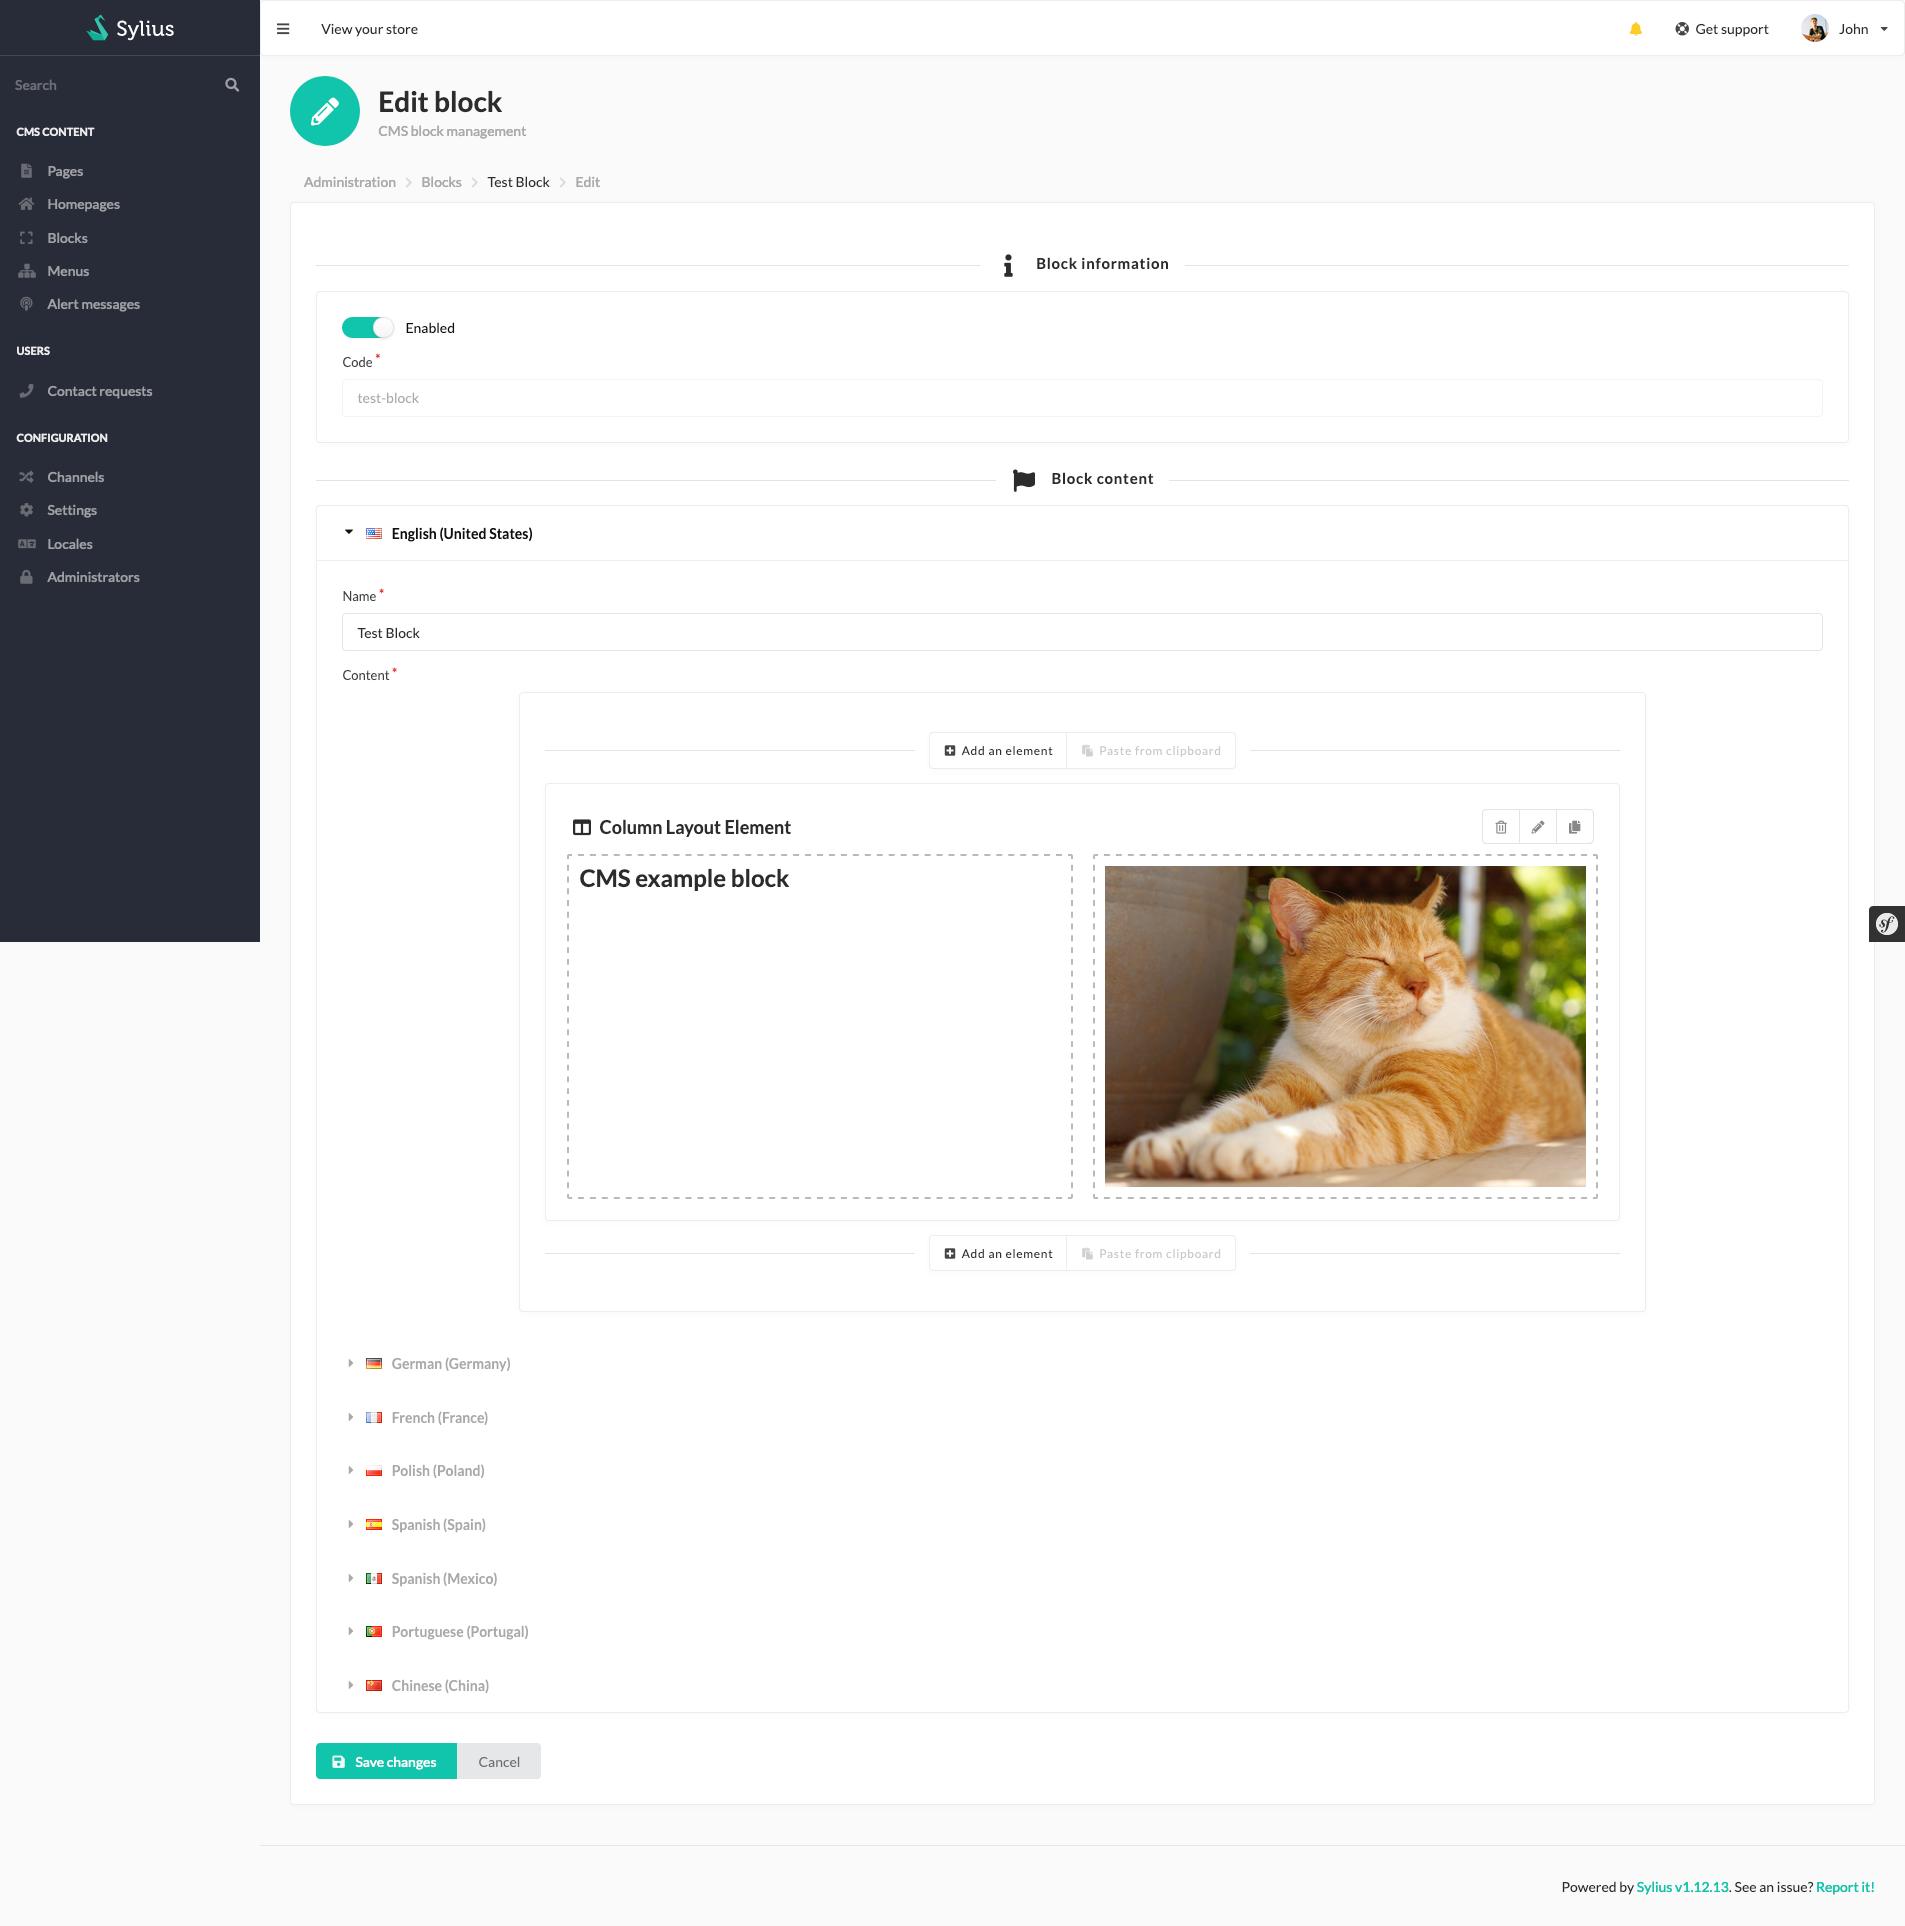 Sylius
View your store
Get support
John
Search
CMS CONTENT
Pages
Homepages
Blocks
Menus
Alert messages
USERS
Contact requests
CONFIGURATION
Channels
Settings
Locales
Administrators
Edit block
CMS block management
Administration > Blocks > Test Block > Edit
Block information
Enabled
Code *
test-block
Block content
English (United States)
Name *
Test Block
Content *
Add an element Paste from clipboard
Column Layout Element
CMS example block
Add an element Paste from clipboard
German (Germany)
French (France)
Polish (Poland)
Spanish (Spain)
Spanish (Mexico)
Portuguese (Portugal)
Chinese (China)
Save changes Cancel
Powered by Sylius v1.12.13. See an issue? Report it!
sf